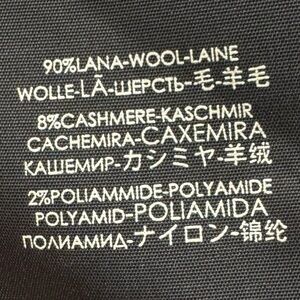 90%LANA-WOOL-LAINE
WOLLE-LÃ-ШЕРСТЬ-毛-羊毛
8%CASHMERE-KASCHMIR
CACHEMIRA-CAXEMIRA
КАШЕМИР-カシミヤ-羊绒
2%POLIAMMIDE-POLYAMIDE
POLYAMID-POLIAMIDA
ПОЛИАМИД-ナイロン-锦纶